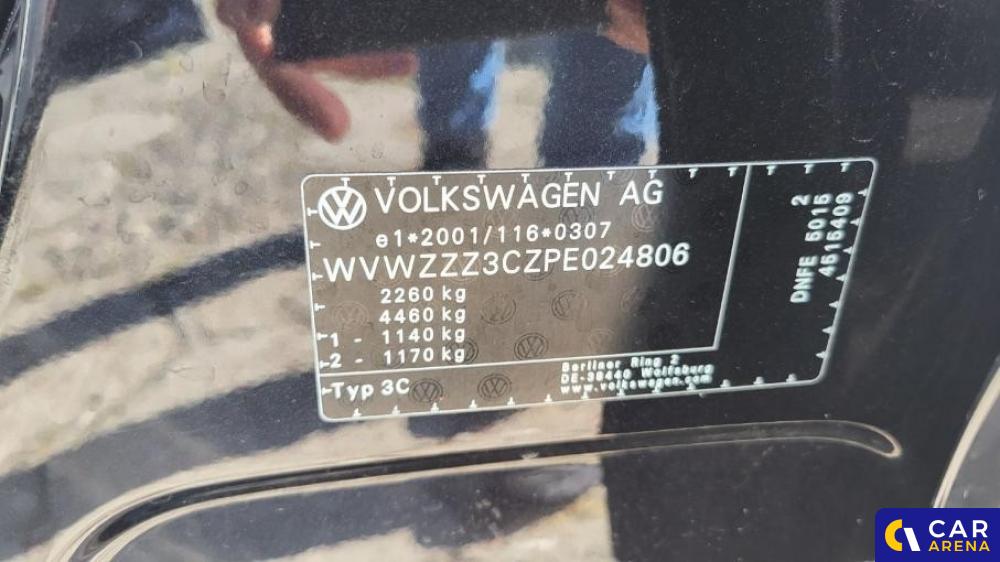 VOLKSWAGEN AG
e1*2001/116*0307
WVWZZZ3CZPE024806
2260 kg
4460 kg
1 - 1140 kg
2 - 1170 kg
Typ 3C
Berliner Ring 2
DE-38440 Wolfsburg
www.volkswagen.com
2
DNFE 5015
4515409
CAR
ARENA